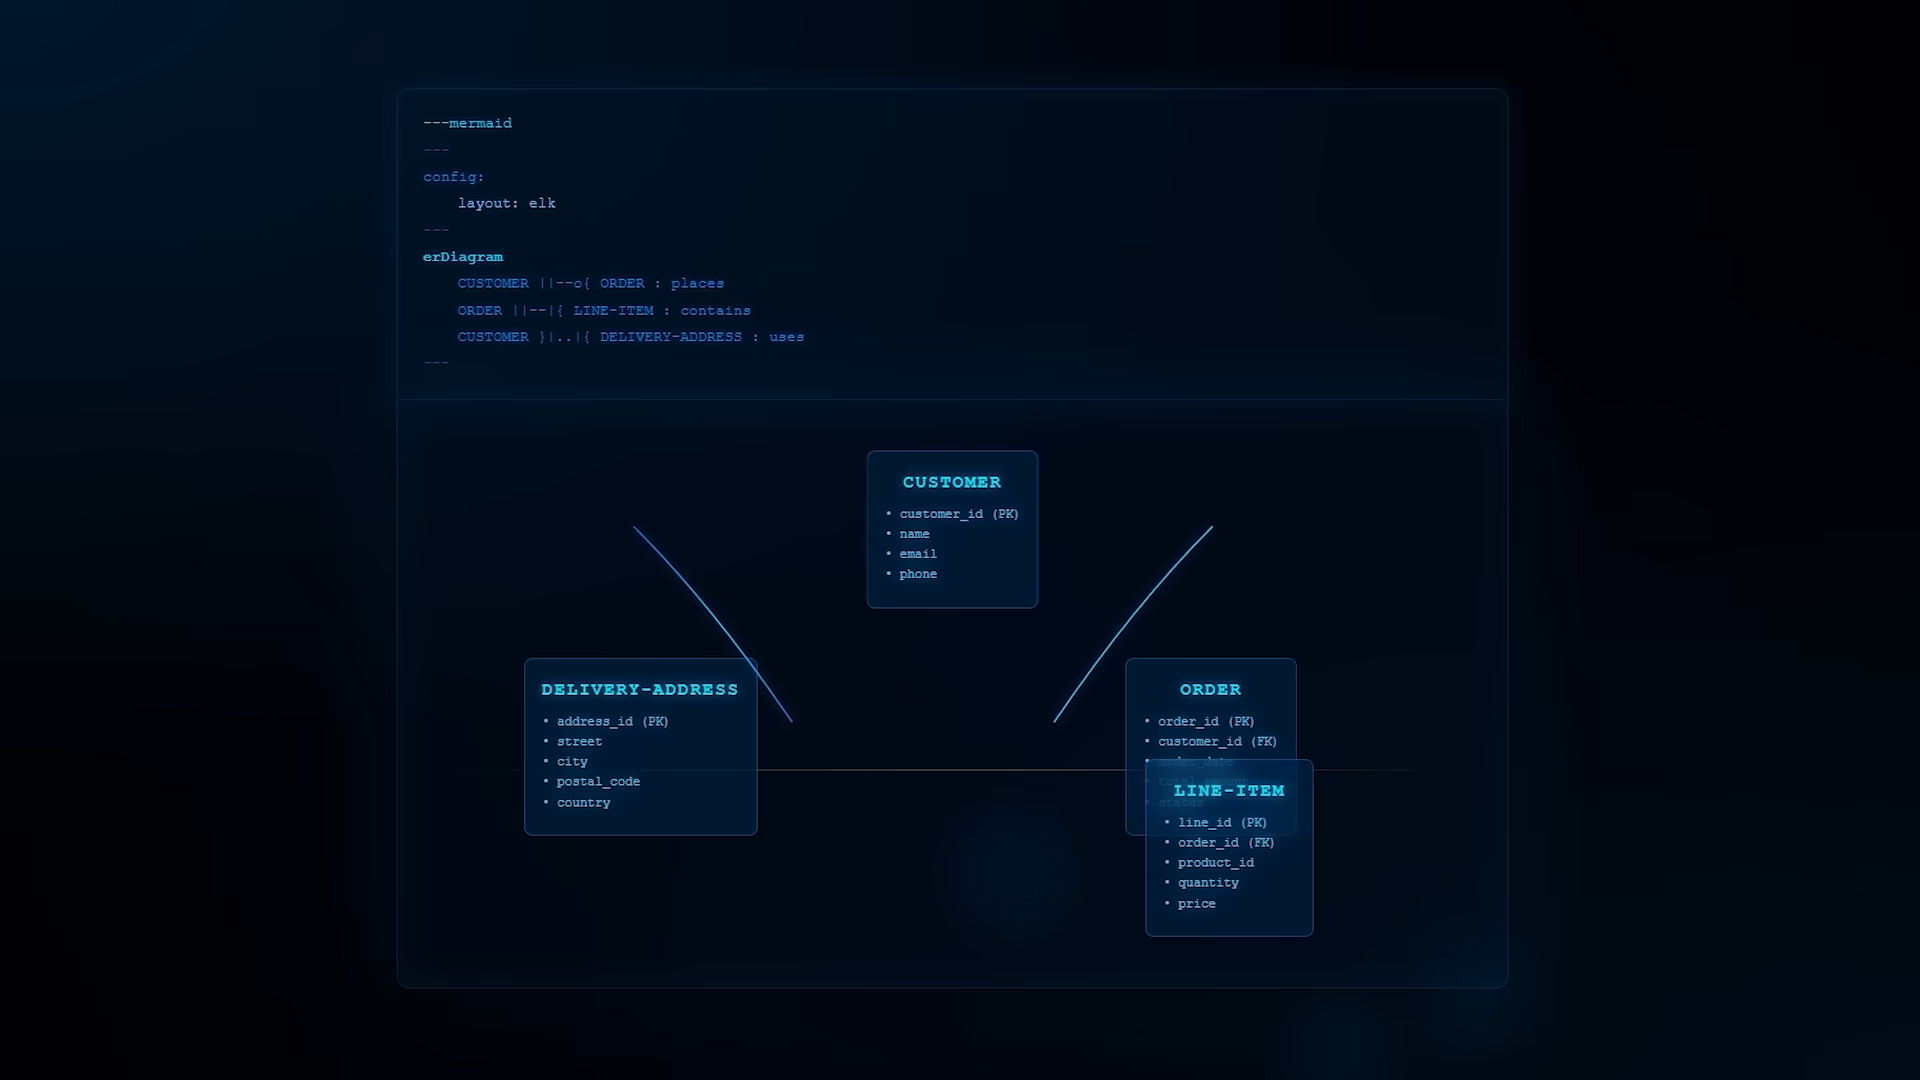 ---mermaid
---
config:
    layout: elk
---
erDiagram
    CUSTOMER ||--o{ ORDER : places
    ORDER ||--|{ LINE-ITEM : contains
    CUSTOMER }|..|{ DELIVERY-ADDRESS : uses
---
CUSTOMER
• customer_id (PK)
• name
• email
• phone
DELIVERY-ADDRESS
• address_id (PK)
• street
• city
• postal_code
• country
ORDER
• order_id (PK)
• customer_id (FK)
• order_date
• status
LINE-ITEM
• line_id (PK)
• order_id (FK)
• product_id
• quantity
• price